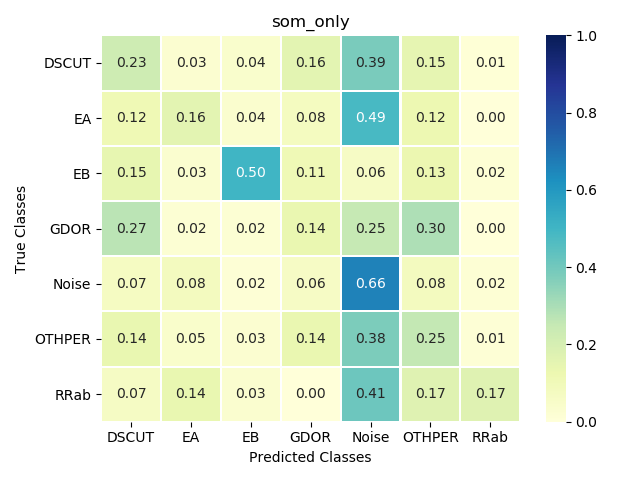 som_only
DSCUT 0.23 0.03 0.04 0.16 0.39 0.15 0.01
EA 0.12 0.16 0.04 0.08 0.49 0.12 0.00
EB 0.15 0.03 0.50 0.11 0.06 0.13 0.02
GDOR 0.27 0.02 0.02 0.14 0.25 0.30 0.00
Noise 0.07 0.08 0.02 0.06 0.66 0.08 0.02
OTHPER 0.14 0.05 0.03 0.14 0.38 0.25 0.01
RRab 0.07 0.14 0.03 0.00 0.41 0.17 0.17
DSCUT EA EB GDOR Noise OTHPER RRab
Predicted Classes
True Classes
1.0
0.8
0.6
0.4
0.2
0.0